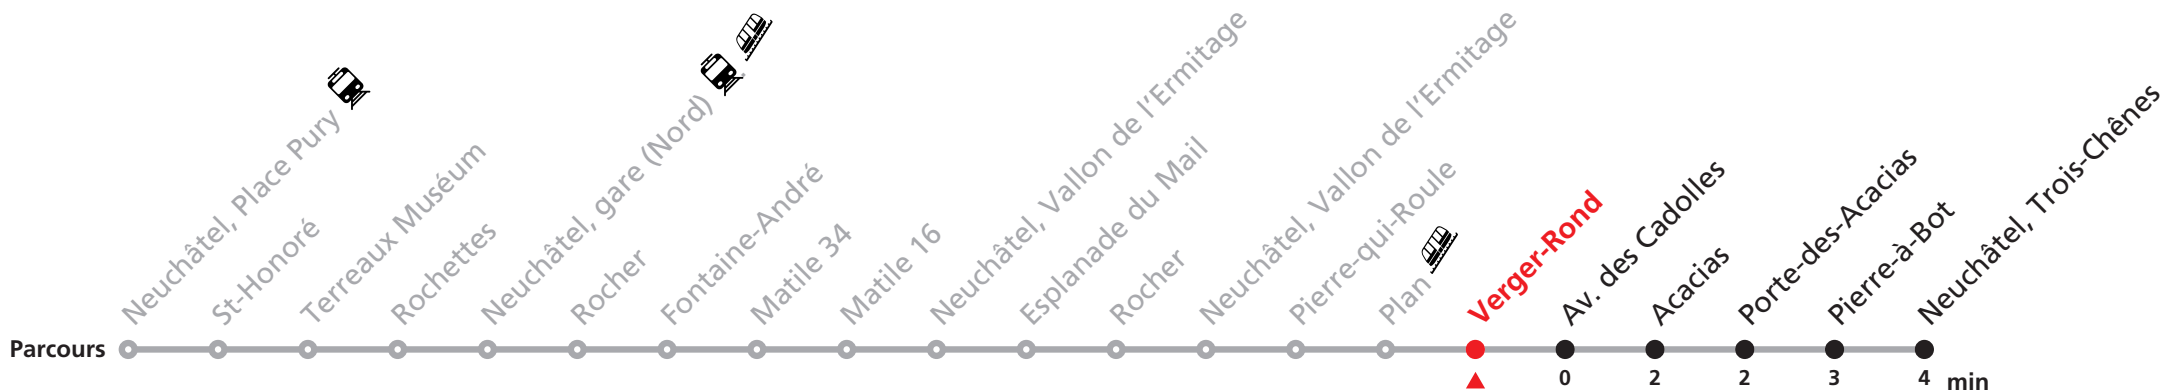 Neuchâtel, Place Pury
St-Honoré
Terreaux Muséum
Rochettes
Neuchâtel, gare (Nord)
Rocher
Fontaine-André
Matile 34
Matile 16
Neuchâtel, Vallon de l'Ermitage
Esplanade du Mail
Rocher
Neuchâtel, Vallon de l'Ermitage
Pierre-qui-Roule
Plan
Verger-Rond
Av. des Cadolles
Acacias
Porte-des-Acacias
Pierre-à-Bot
Neuchâtel, Trois-Chênes
Parcours
0 2 2 3 4 min